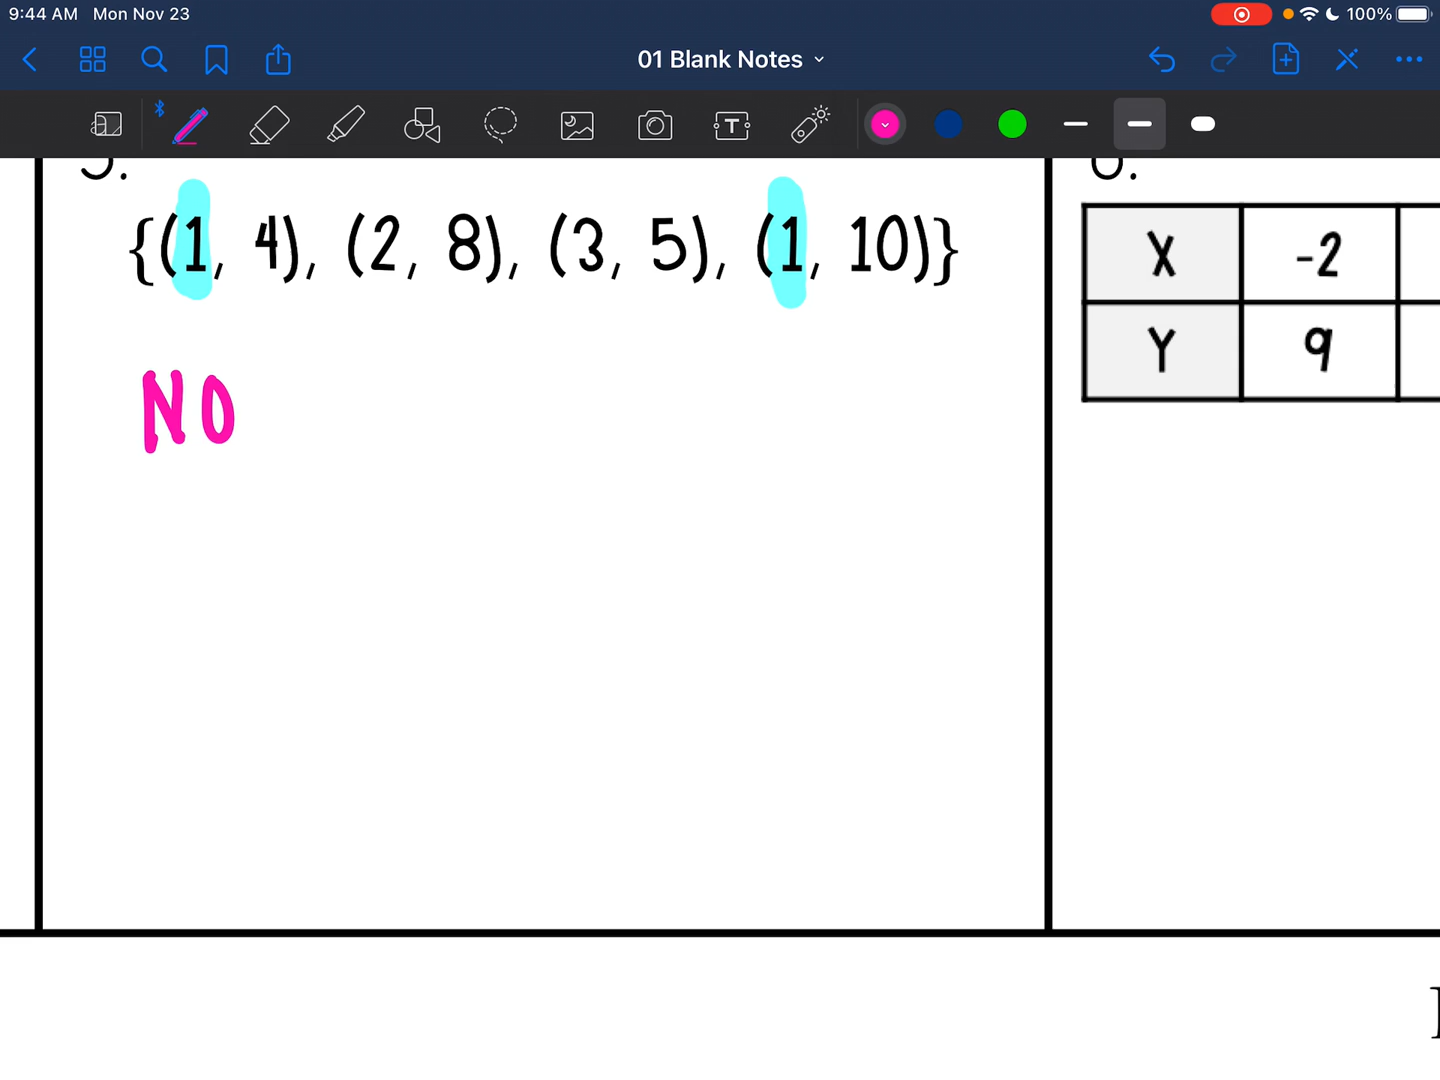 9:44 AM Mon Nov 23
100%
01 Blank Notes
{(1, 4), (2, 8), (3, 5), (1, 10)}
NO
X -2
Y 9